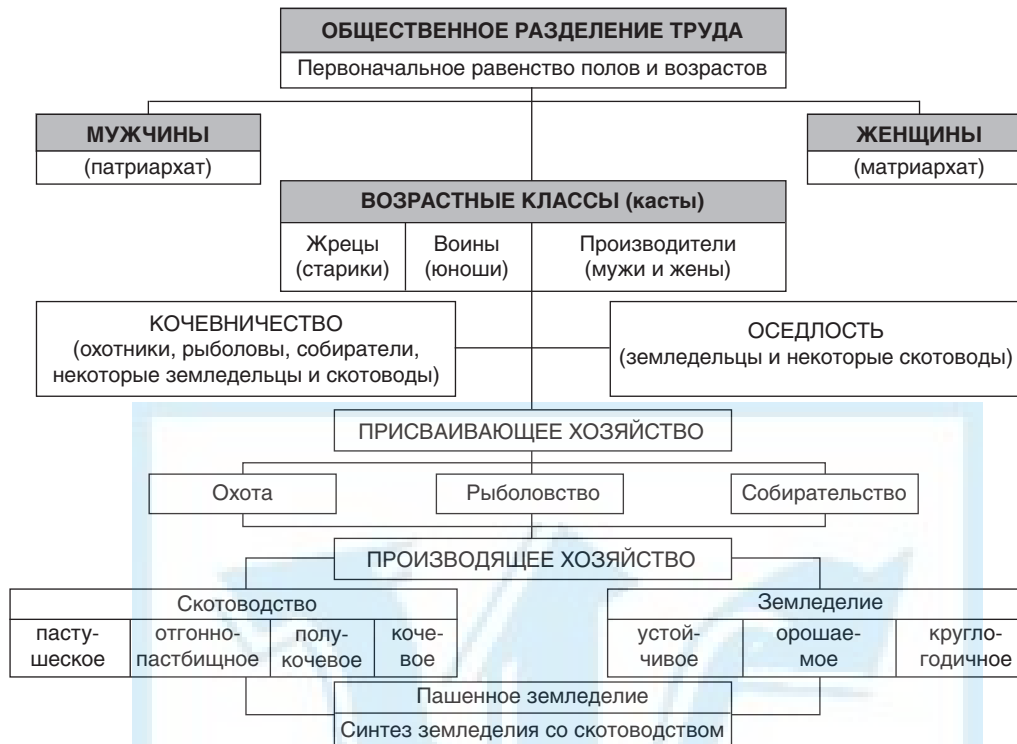 ОБЩЕСТВЕННОЕ РАЗДЕЛЕНИЕ ТРУДА
Первоначальное равенство полов и возрастов
МУЖЧИНЫ
(патриархат)
ЖЕНЩИНЫ
(матриархат)
ВОЗРАСТНЫЕ КЛАССЫ (касты)
Жрецы
(старики)
Воины
(юноши)
Производители
(мужи и жены)
КОЧЕВНИЧЕСТВО
(охотники, рыболовы, собиратели,
некоторые земледельцы и скотоводы)
ОСЕДЛОСТЬ
(земледельцы и некоторые скотоводы)
ПРИСВАИВАЮЩЕЕ ХОЗЯЙСТВО
Охота
Рыболовство
Собирательство
ПРОИЗВОДЯЩЕЕ ХОЗЯЙСТВО
Скотоводство
пасту-
шеское
отгонно-
пастбищное
полу-
кочевое
коче-
вое
Земледелие
устой-
чивое
орошае-
мое
кругло-
годичное
Пашенное земледелие
Синтез земледелия со скотоводством